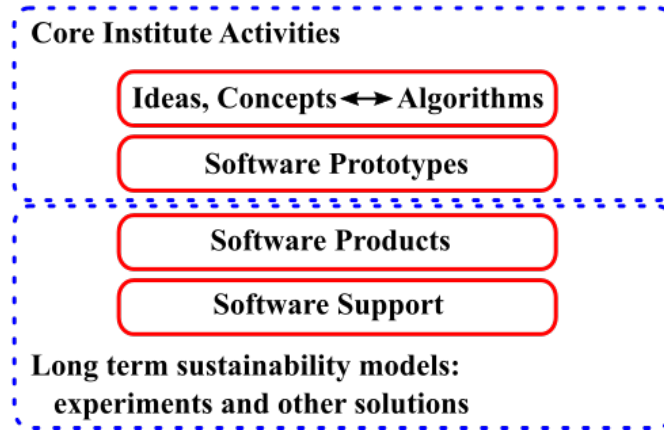 Core Institute Activities
Ideas, Concepts↔Algorithms
Software Prototypes
Software Products
Software Support
Long term sustainability models:
experiments and other solutions